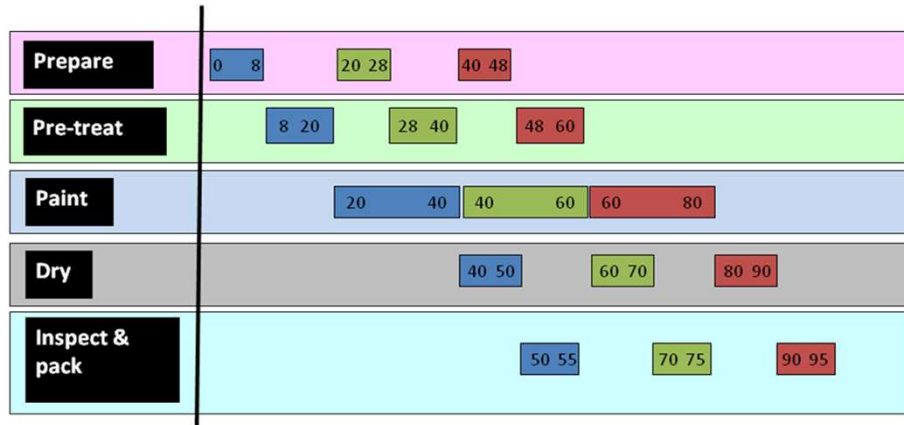 Prepare
0 8 20 28 40 48
Pre-treat
8 20 28 40 48 60
Paint
20 40 40 60 60 80
Dry
40 50 60 70 80 90
Inspect &
pack
50 55 70 75 90 95